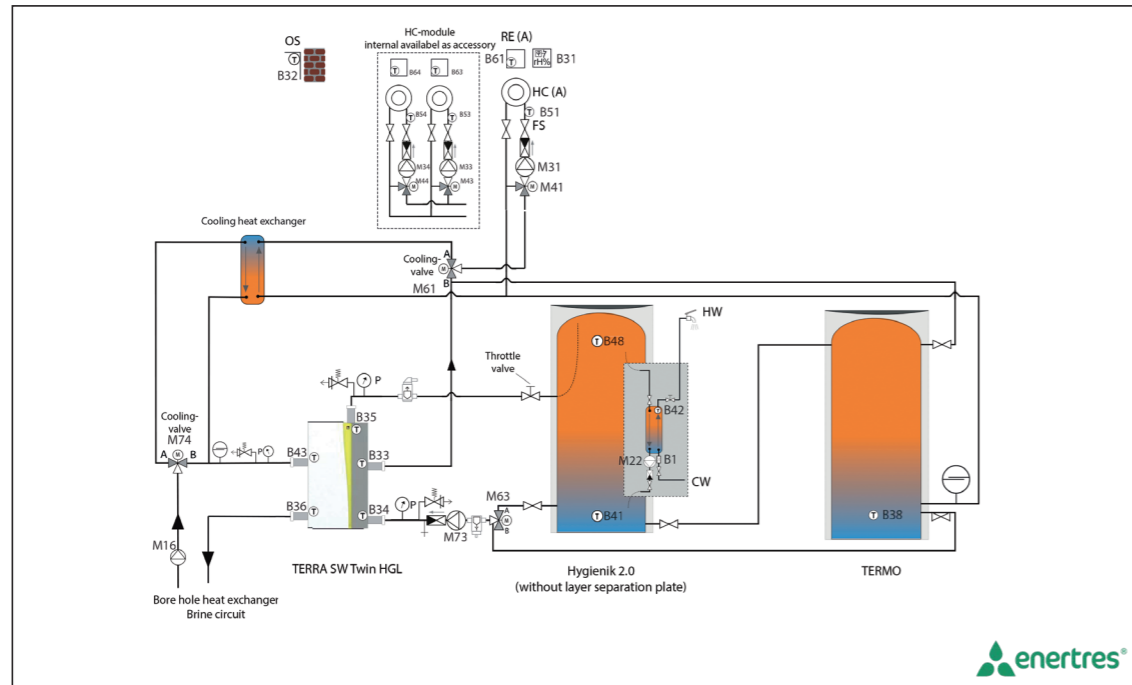 HC-module
internal availabel as accessory
RE (A)
OS
T
B32
T
B64
T
B63
B61
T
rH%
B31
HC (A)
T
B54
T
B53
T
B51
FS
M34
M33
M31
M44
M
M43
M
M
M41
Cooling heat exchanger
Cooling-
valve
A
M
B
M61
HW
T
B48
Throttle
valve
P
B35
T
B42
T
Cooling-
valve
M74
A
M
B
P
B43
T
T
B33
M22
B1
CW
P
B36
T
T
B34
M73
M63
A
M
B
T
B41
T
B38
M16
TERRA SW Twin HGL
Hygienik 2.0
(without layer separation plate)
TERMO
Bore hole heat exchanger
Brine circuit
enertres®